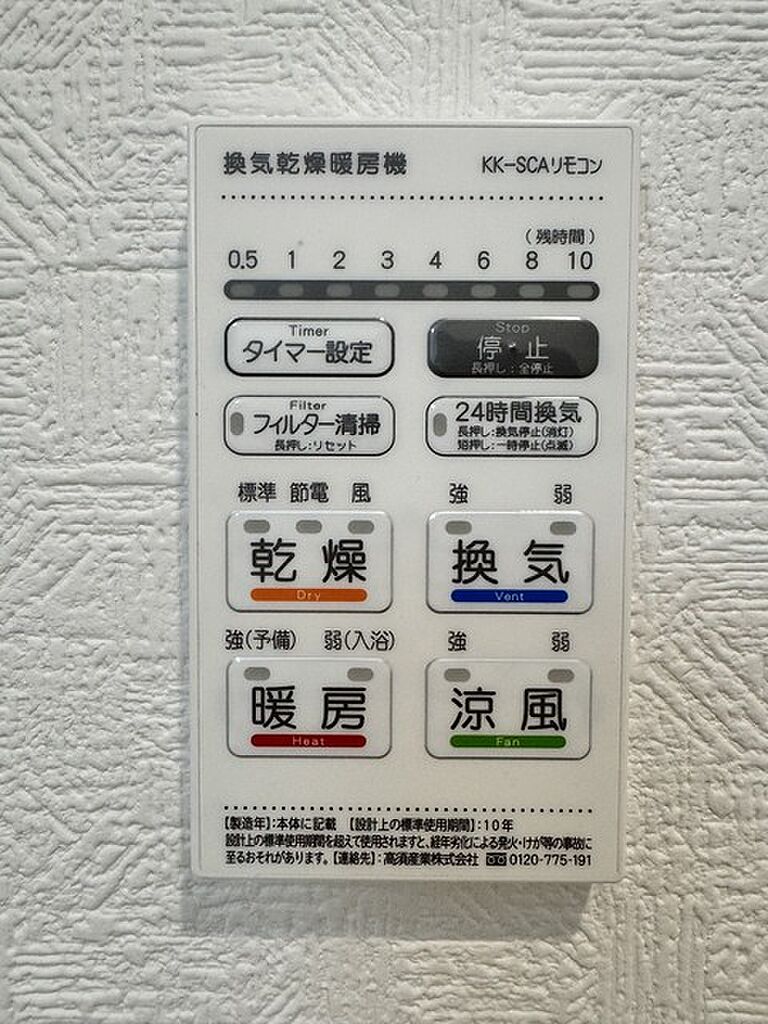 換気乾燥暖房機 KK-SCAリモコン
(残時間)
0.5 1 2 3 4 6 8 10
Timer
タイマー設定
Stop
停・止
長押し:全停止
Filter
フィルター清掃
長押し:リセット
24時間換気
長押し:換気停止(消灯)
短押し:一時停止(点滅)
標準 節電 風
乾燥
Dry
強 弱
換気
Vent
強(予備) 弱(入浴)
暖房
Heat
強 弱
涼風
Fan
【製造年】:本体に記載 【設計上の標準使用期間】:10年
設計上の標準使用期間を超えて使用されますと、経年劣化による発火・けが等の事故に
至るおそれがあります。【連絡先】:高須産業株式会社 0120-775-191